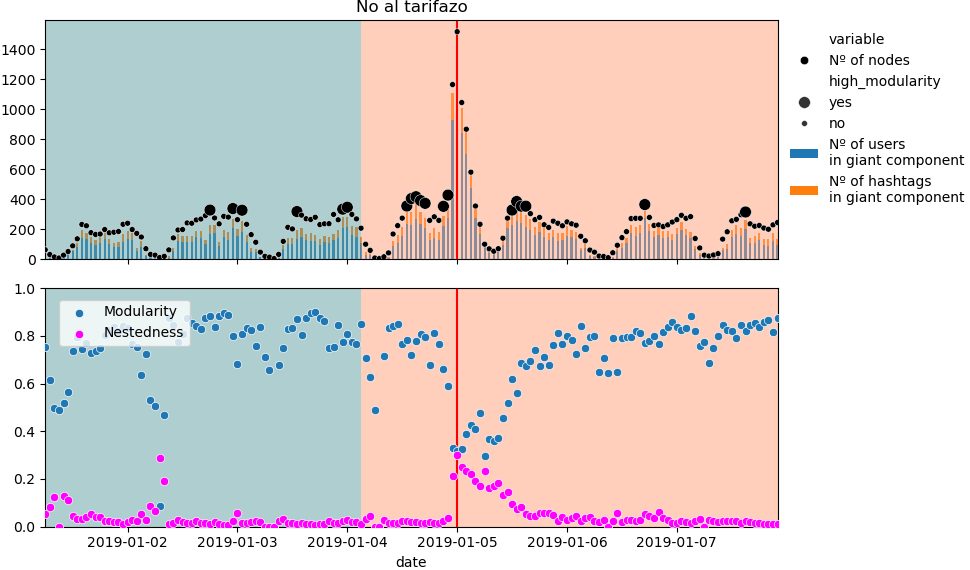 No al tarifazo
1400
1200
1000
800
600
400
200
0
variable
Nº of nodes
high_modularity
yes
no
Nº of users
in giant component
Nº of hashtags
in giant component
1.0
0.8
0.6
0.4
0.2
0.0
Modularity
Nestedness
2019-01-02 2019-01-03 2019-01-04 2019-01-05 2019-01-06 2019-01-07
date